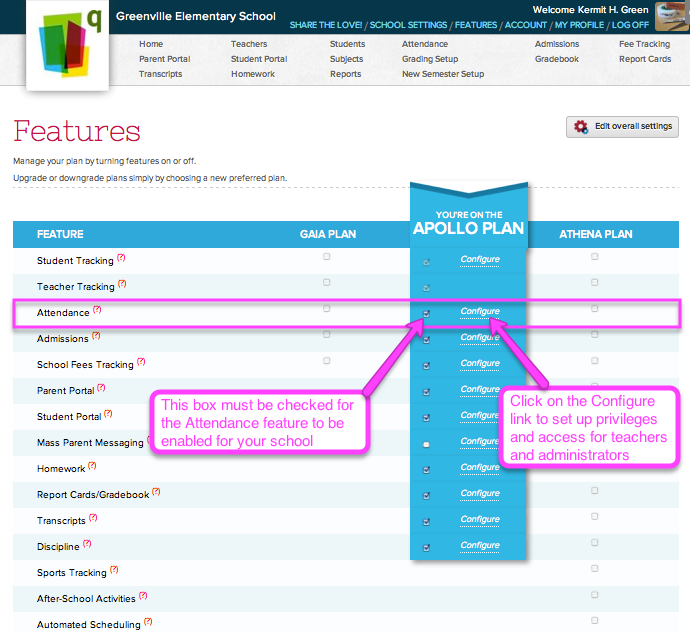 q
Greenville Elementary School
Welcome Kermit H. Green
SHARE THE LOVE! / SCHOOL SETTINGS / FEATURES / ACCOUNT / MY PROFILE / LOG OFF
Home Teachers Students Attendance Admissions Fee Tracking
Parent Portal Student Portal Subjects Grading Setup Gradebook Report Cards
Transcripts Homework Reports New Semester Setup
Features
Edit overall settings
Manage your plan by turning features on or off.
Upgrade or downgrade plans simply by choosing a new preferred plan.
YOU'RE ON THE
FEATURE GAIA PLAN APOLLO PLAN ATHENA PLAN
Student Tracking (?) Configure
Teacher Tracking (?)
Attendance (?) Configure
Admissions (?) Configure
School Fees Tracking (?) Configure
Parent Portal (?) Configure
Student Portal (?) Configure
Mass Parent Messaging Configure
Homework (?) Configure
Report Cards/Gradebook (?) Configure
Transcripts (?) Configure
Discipline (?) Configure
Sports Tracking (?)
After-School Activities (?)
Automated Scheduling (?)
This box must be checked for
the Attendance feature to be
enabled for your school
Click on the Configure
link to set up privileges
and access for teachers
and administrators